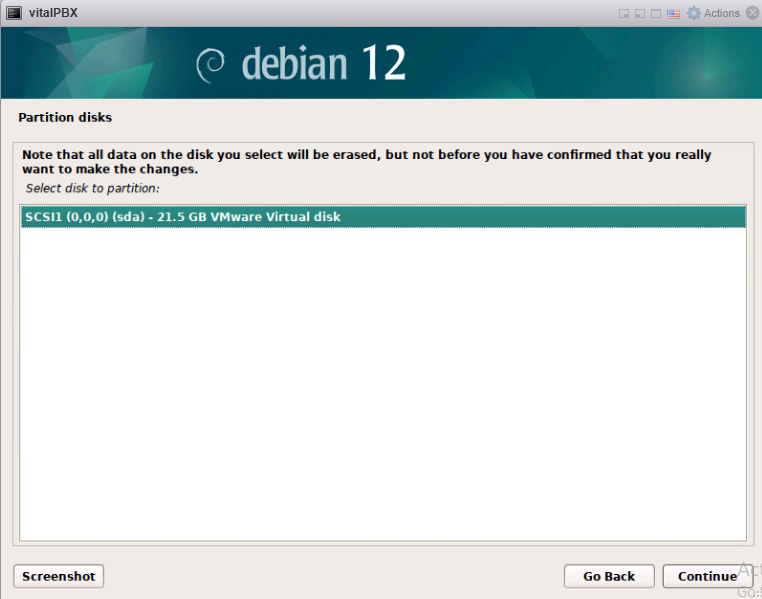 vitalPBX
Actions
debian 12
Partition disks
Note that all data on the disk you select will be erased, but not before you have confirmed that you really
want to make the changes.
Select disk to partition:
SCSI1 (0,0,0) (sda) - 21.5 GB VMware Virtual disk
Screenshot
Go Back
Continue